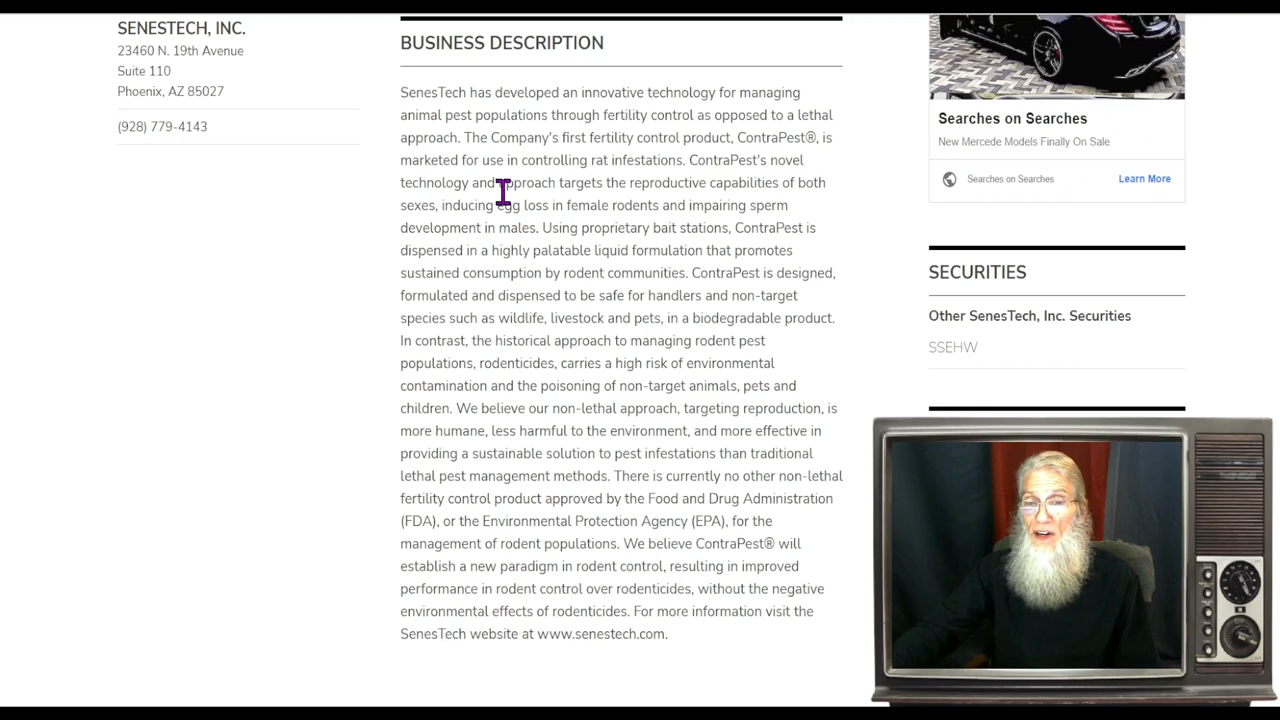 SENESTECH, INC.
23460 N. 19th Avenue
Suite 110
Phoenix, AZ 85027
(928) 779-4143
BUSINESS DESCRIPTION
SenesTech has developed an innovative technology for managing
animal pest populations through fertility control as opposed to a lethal
approach. The Company's first fertility control product, ContraPest®, is
marketed for use in controlling rat infestations. ContraPest's novel
technology and approach targets the reproductive capabilities of both
sexes, inducing egg loss in female rodents and impairing sperm
development in males. Using proprietary bait stations, ContraPest is
dispensed in a highly palatable liquid formulation that promotes
sustained consumption by rodent communities. ContraPest is designed,
formulated and dispensed to be safe for handlers and non-target
species such as wildlife, livestock and pets, in a biodegradable product.
In contrast, the historical approach to managing rodent pest
populations, rodenticides, carries a high risk of environmental
contamination and the poisoning of non-target animals, pets and
children. We believe our non-lethal approach, targeting reproduction, is
more humane, less harmful to the environment, and more effective in
providing a sustainable solution to pest infestations than traditional
lethal pest management methods. There is currently no other non-lethal
fertility control product approved by the Food and Drug Administration
(FDA), or the Environmental Protection Agency (EPA), for the
management of rodent populations. We believe ContraPest® will
establish a new paradigm in rodent control, resulting in improved
performance in rodent control over rodenticides, without the negative
environmental effects of rodenticides. For more information visit the
SenesTech website at www.senestech.com.
Searches on Searches
New Mercede Models Finally On Sale
Searches on Searches
Learn More
SECURITIES
Other SenesTech, Inc. Securities
SSEHW